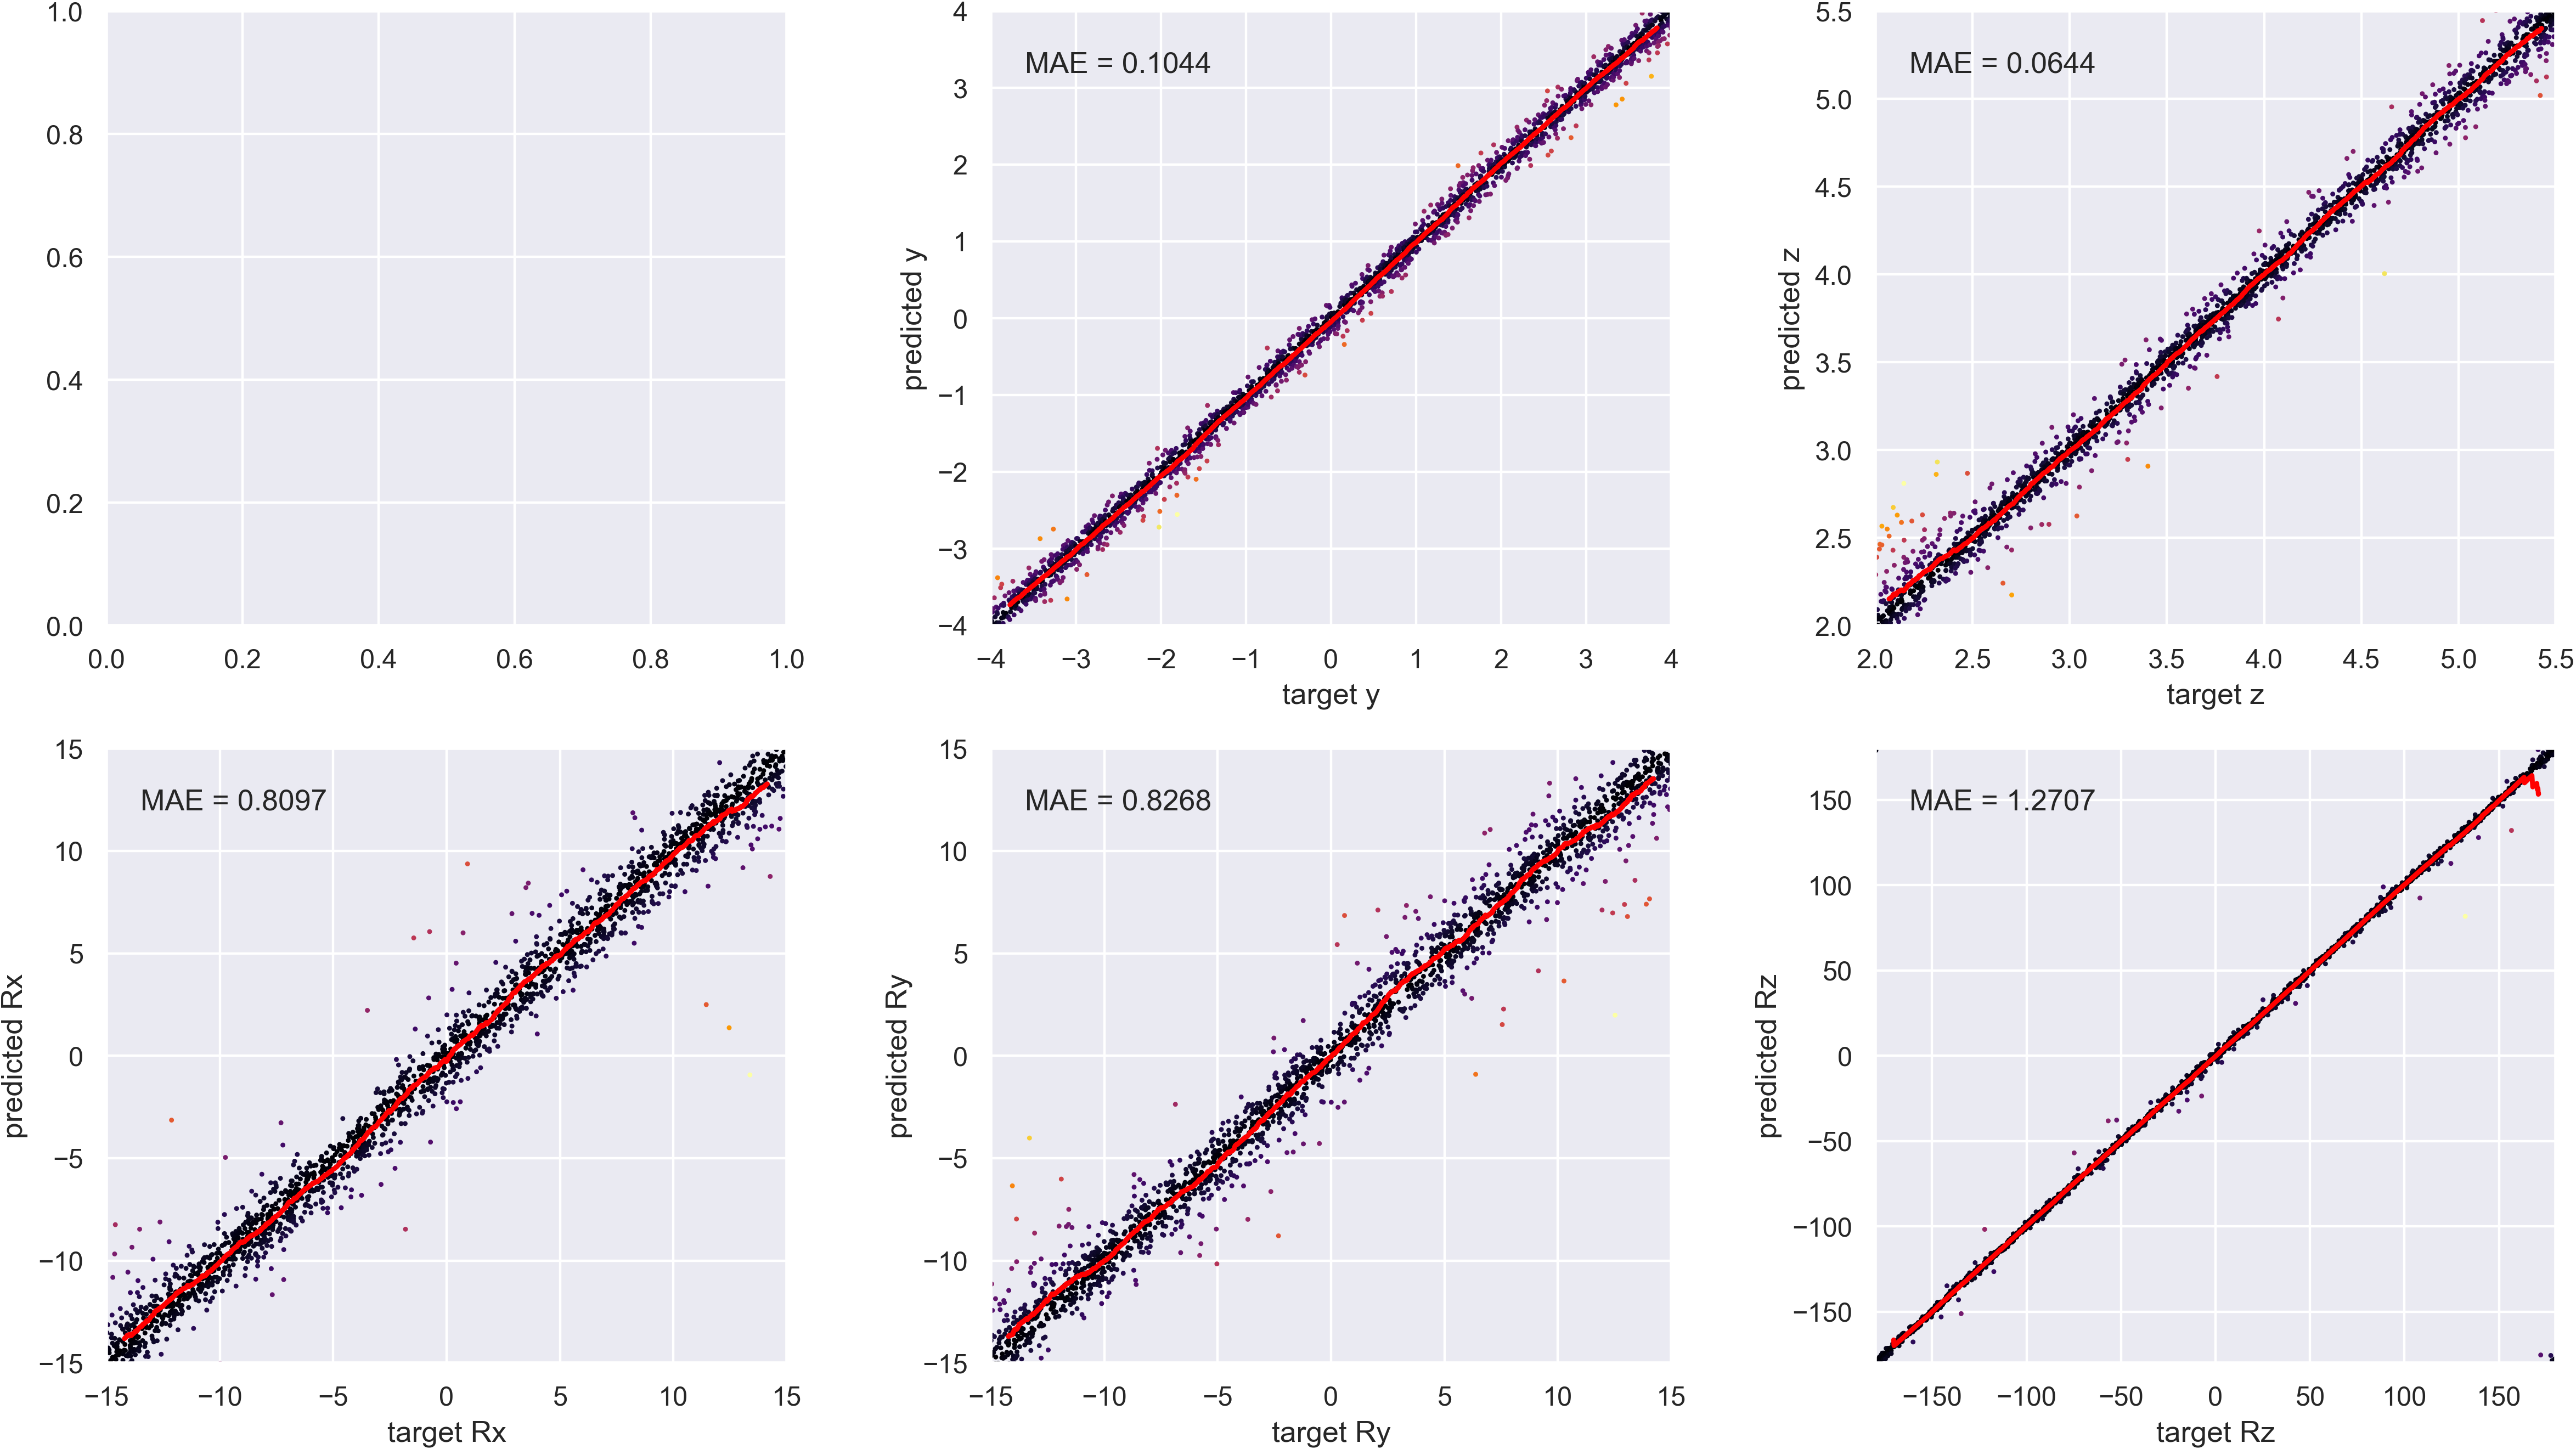 1.0
0.8
0.6
0.4
0.2
0.0
0.0 0.2 0.4 0.6 0.8 1.0
MAE = 0.1044
predicted y
4
3
2
1
0
−1
−2
−3
−4
−4 −3 −2 −1 0 1 2 3 4
target y
MAE = 0.0644
predicted z
5.5
5.0
4.5
4.0
3.5
3.0
2.5
2.0
2.0 2.5 3.0 3.5 4.0 4.5 5.0 5.5
target z
MAE = 0.8097
predicted Rx
15
10
5
0
−5
−10
−15
−15 −10 −5 0 5 10 15
target Rx
MAE = 0.8268
predicted Ry
15
10
5
0
−5
−10
−15
−15 −10 −5 0 5 10 15
target Ry
MAE = 1.2707
predicted Rz
150
100
50
0
−50
−100
−150
−150 −100 −50 0 50 100 150
target Rz